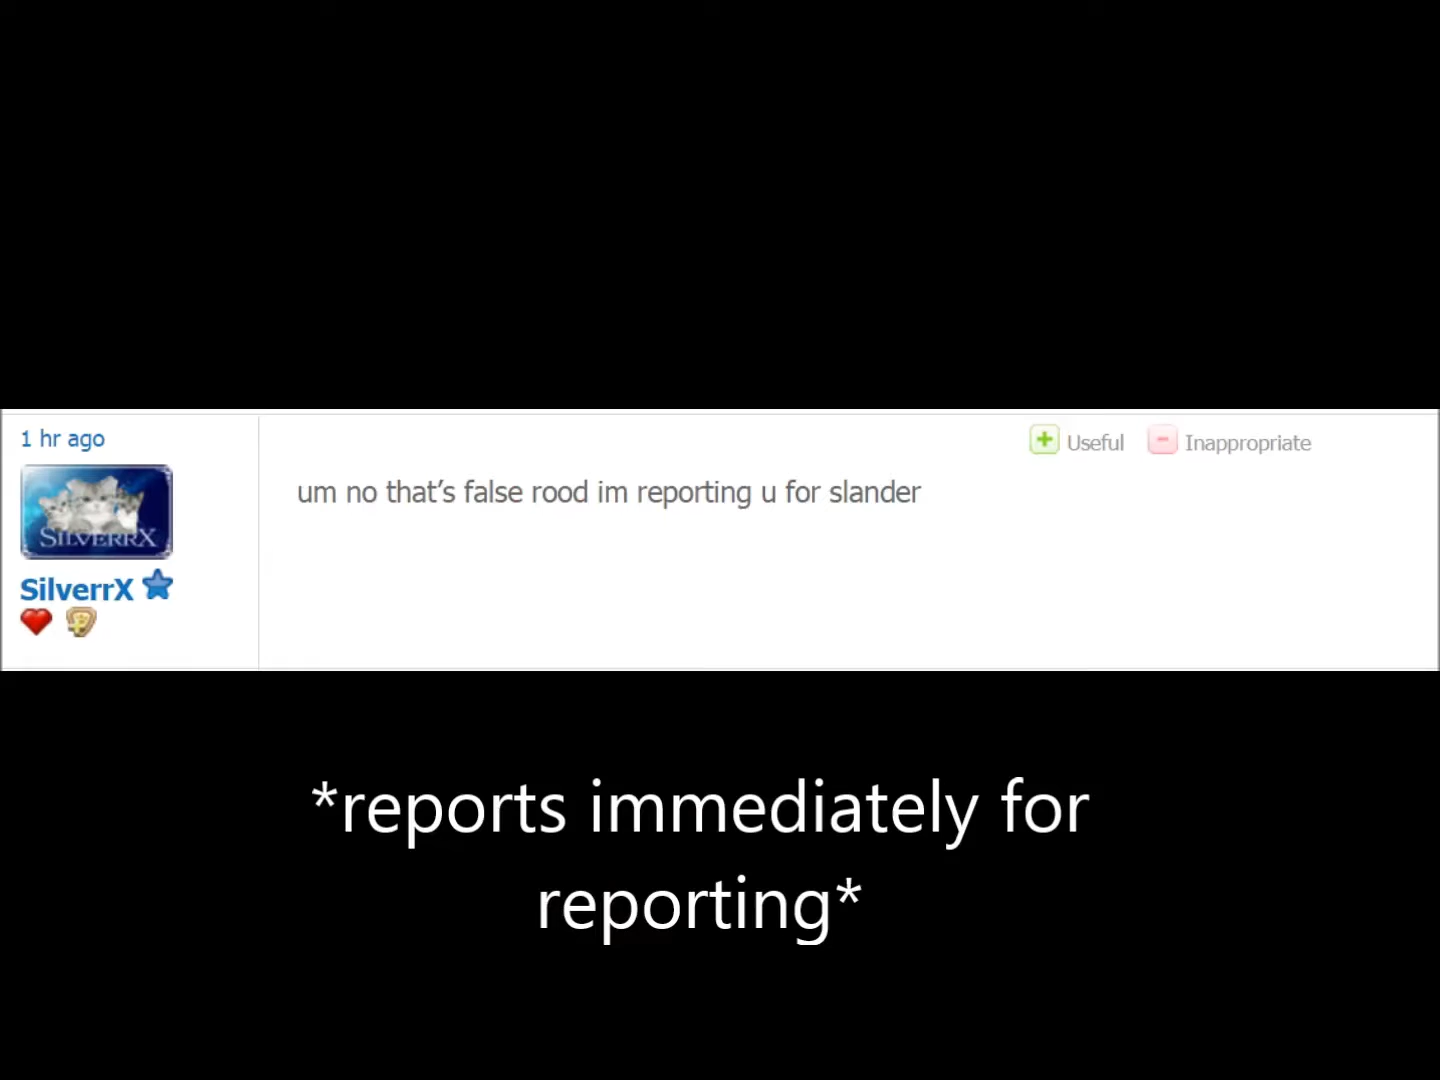 1 hr ago
Useful Inappropriate
um no that’s false rood im reporting u for slander
SILVERRX
SilverrX
*reports immediately for
reporting*